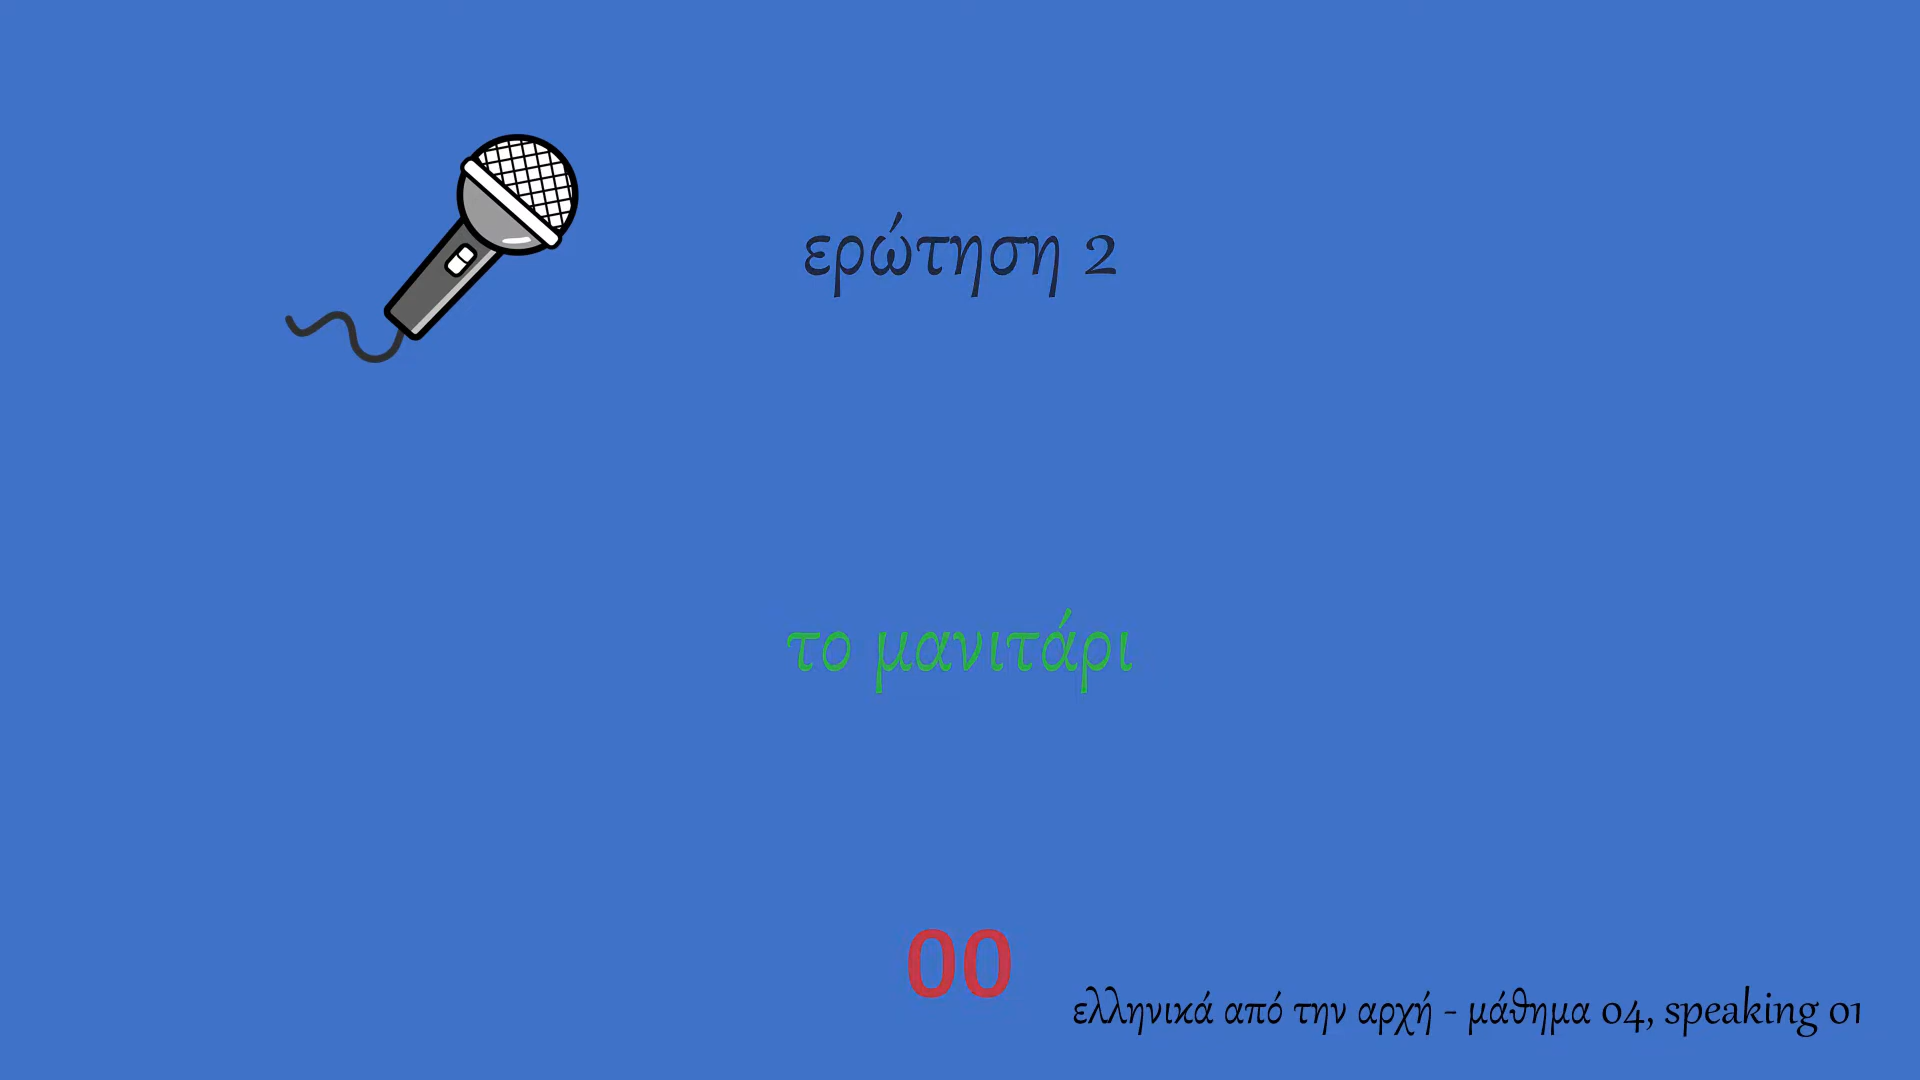 ερώτηση 2
το μανιτάρι
00
ελληνικά από την αρχή - μάθημα 04, speaking 01